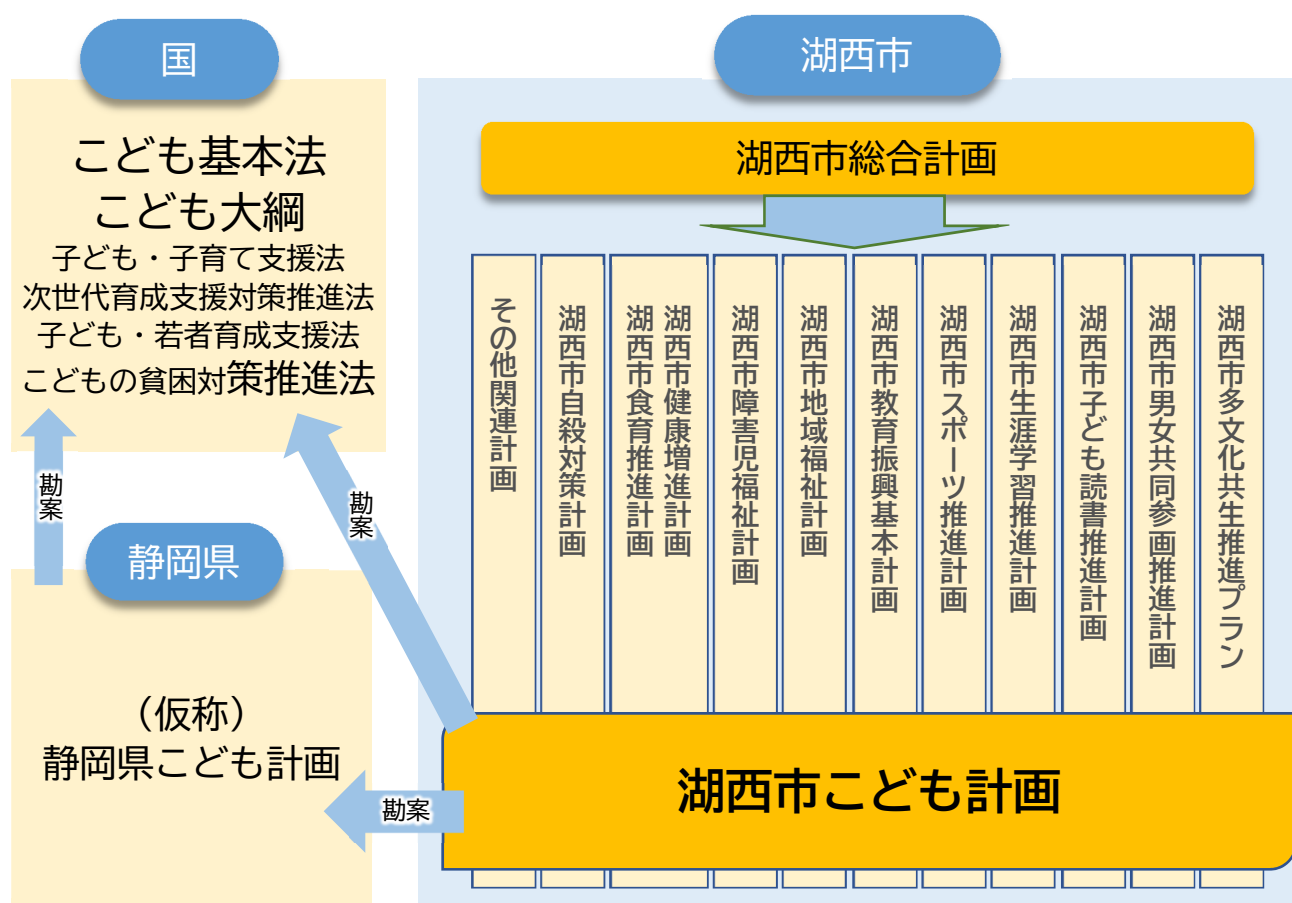 国
こども基本法
こども大綱
子ども・子育て支援法
次世代育成支援対策推進法
子ども・若者育成支援法
こどもの貧困対策推進法
勘案
勘案
静岡県
（仮称）
静岡県こども計画
勘案
湖西市
湖西市総合計画
その他関連計画
湖西市自殺対策計画
湖西市健康増進計画
湖西市食育推進計画
湖西市障害児福祉計画
湖西市地域福祉計画
湖西市教育振興基本計画
湖西市スポーツ推進計画
湖西市生涯学習推進計画
湖西市子ども読書推進計画
湖西市男女共同参画推進計画
湖西市多文化共生推進プラン
湖西市こども計画